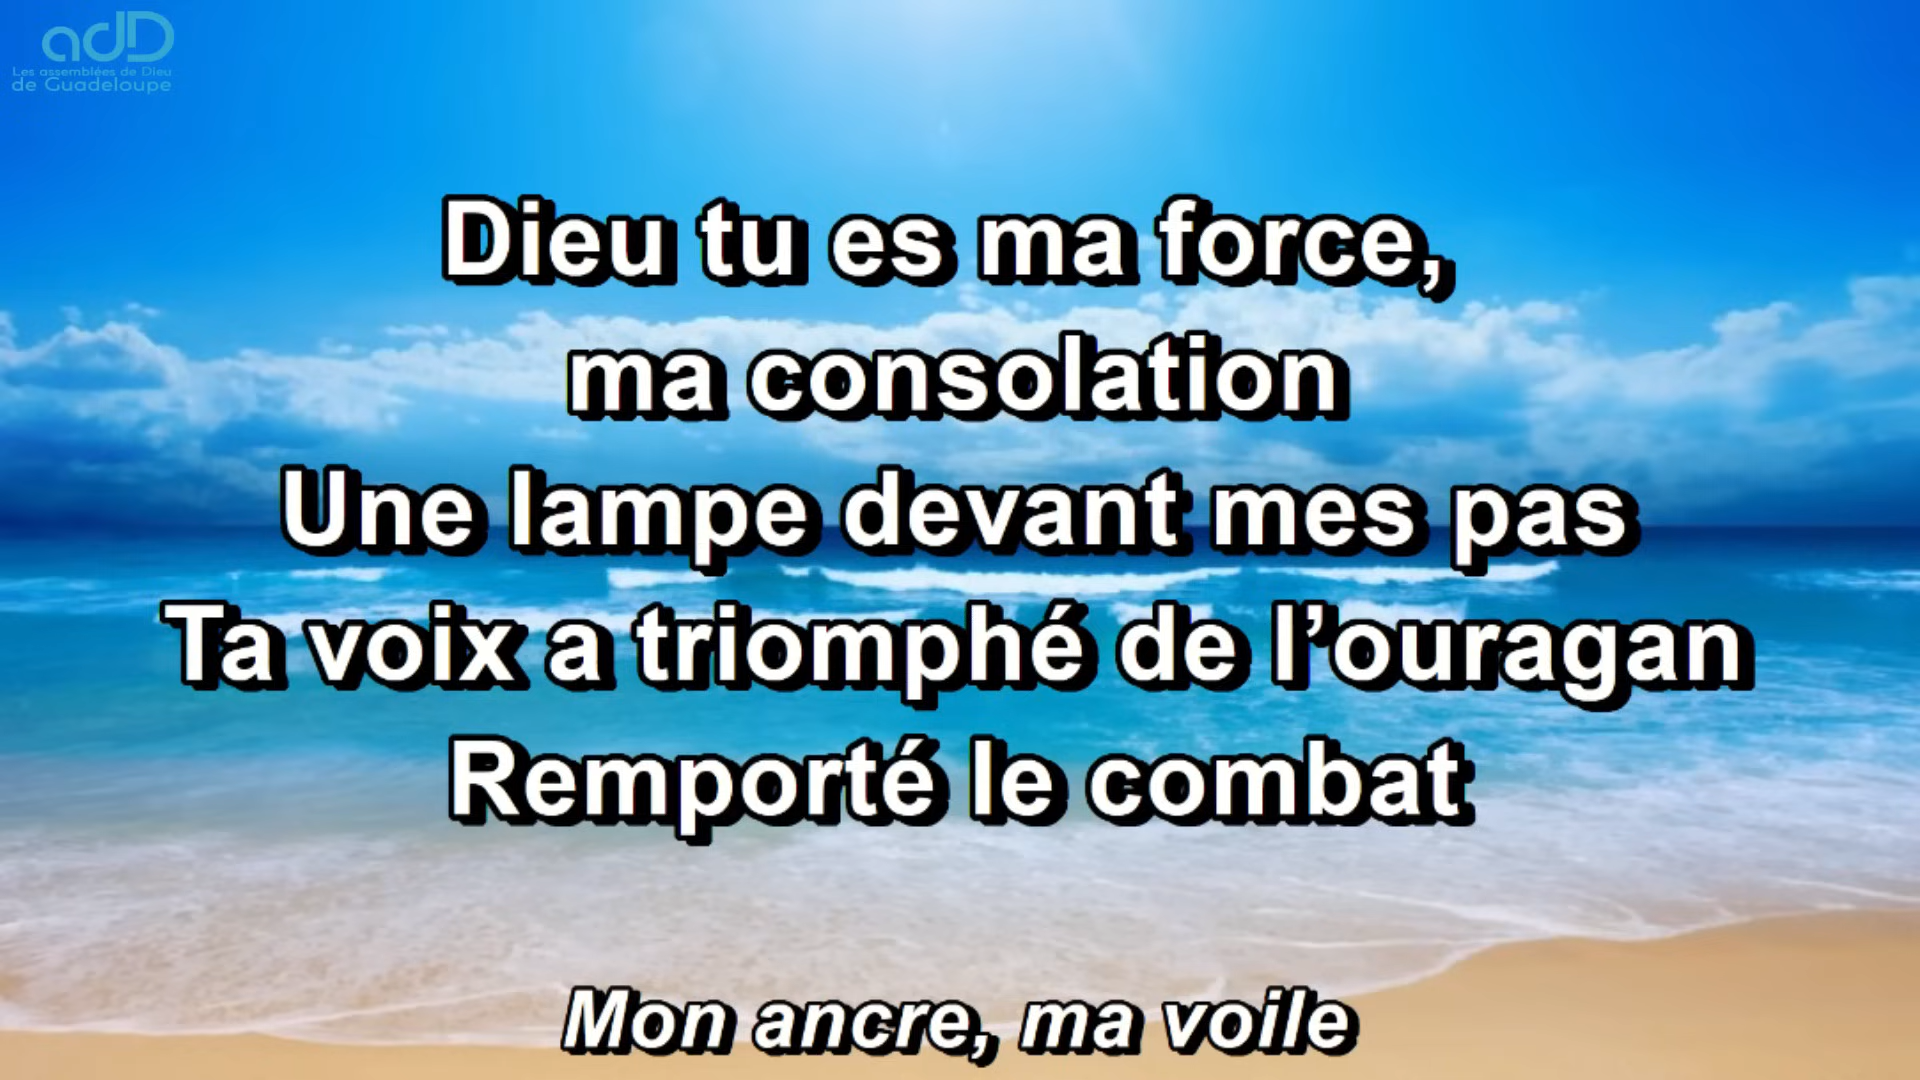 adD
Les assemblées de Dieu
de Guadeloupe
Dieu tu es ma force,
ma consolation
Une lampe devant mes pas
Ta voix a triomphé de l’ouragan
Remporté le combat
Mon ancre, ma voile